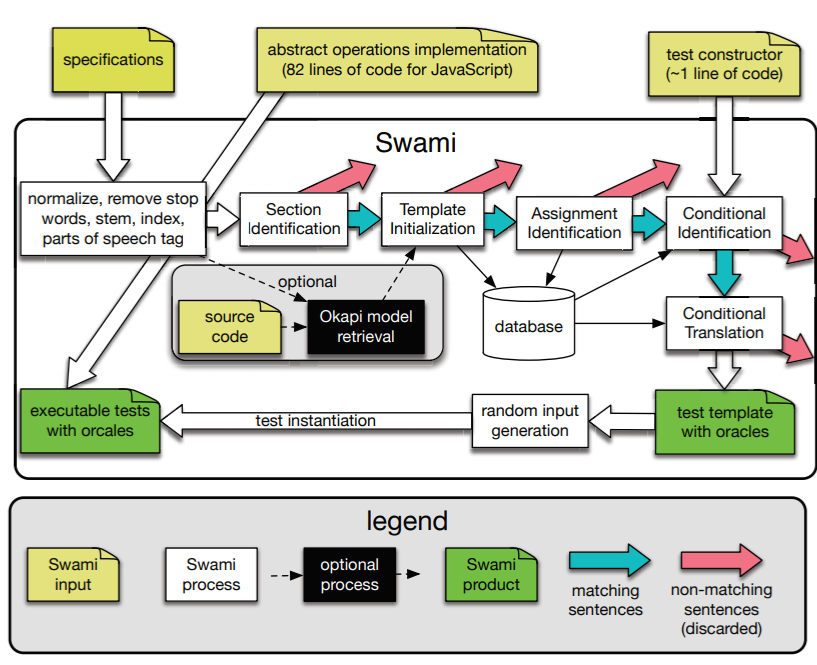 specifications
abstract operations implementation
(82 lines of code for JavaScript)
test constructor
(~1 line of code)
Swami
normalize, remove stop
words, stem, index,
parts of speech tag
Section
Identification
Template
Initialization
Assignment
Identification
Conditional
Identification
optional
source
code
Okapi model
retrieval
database
Conditional
Translation
executable tests
with orcales
test instantiation
random input
generation
test template
with oracles
legend
Swami
input
Swami
process
optional
process
Swami
product
matching
sentences
non-matching
sentences
(discarded)